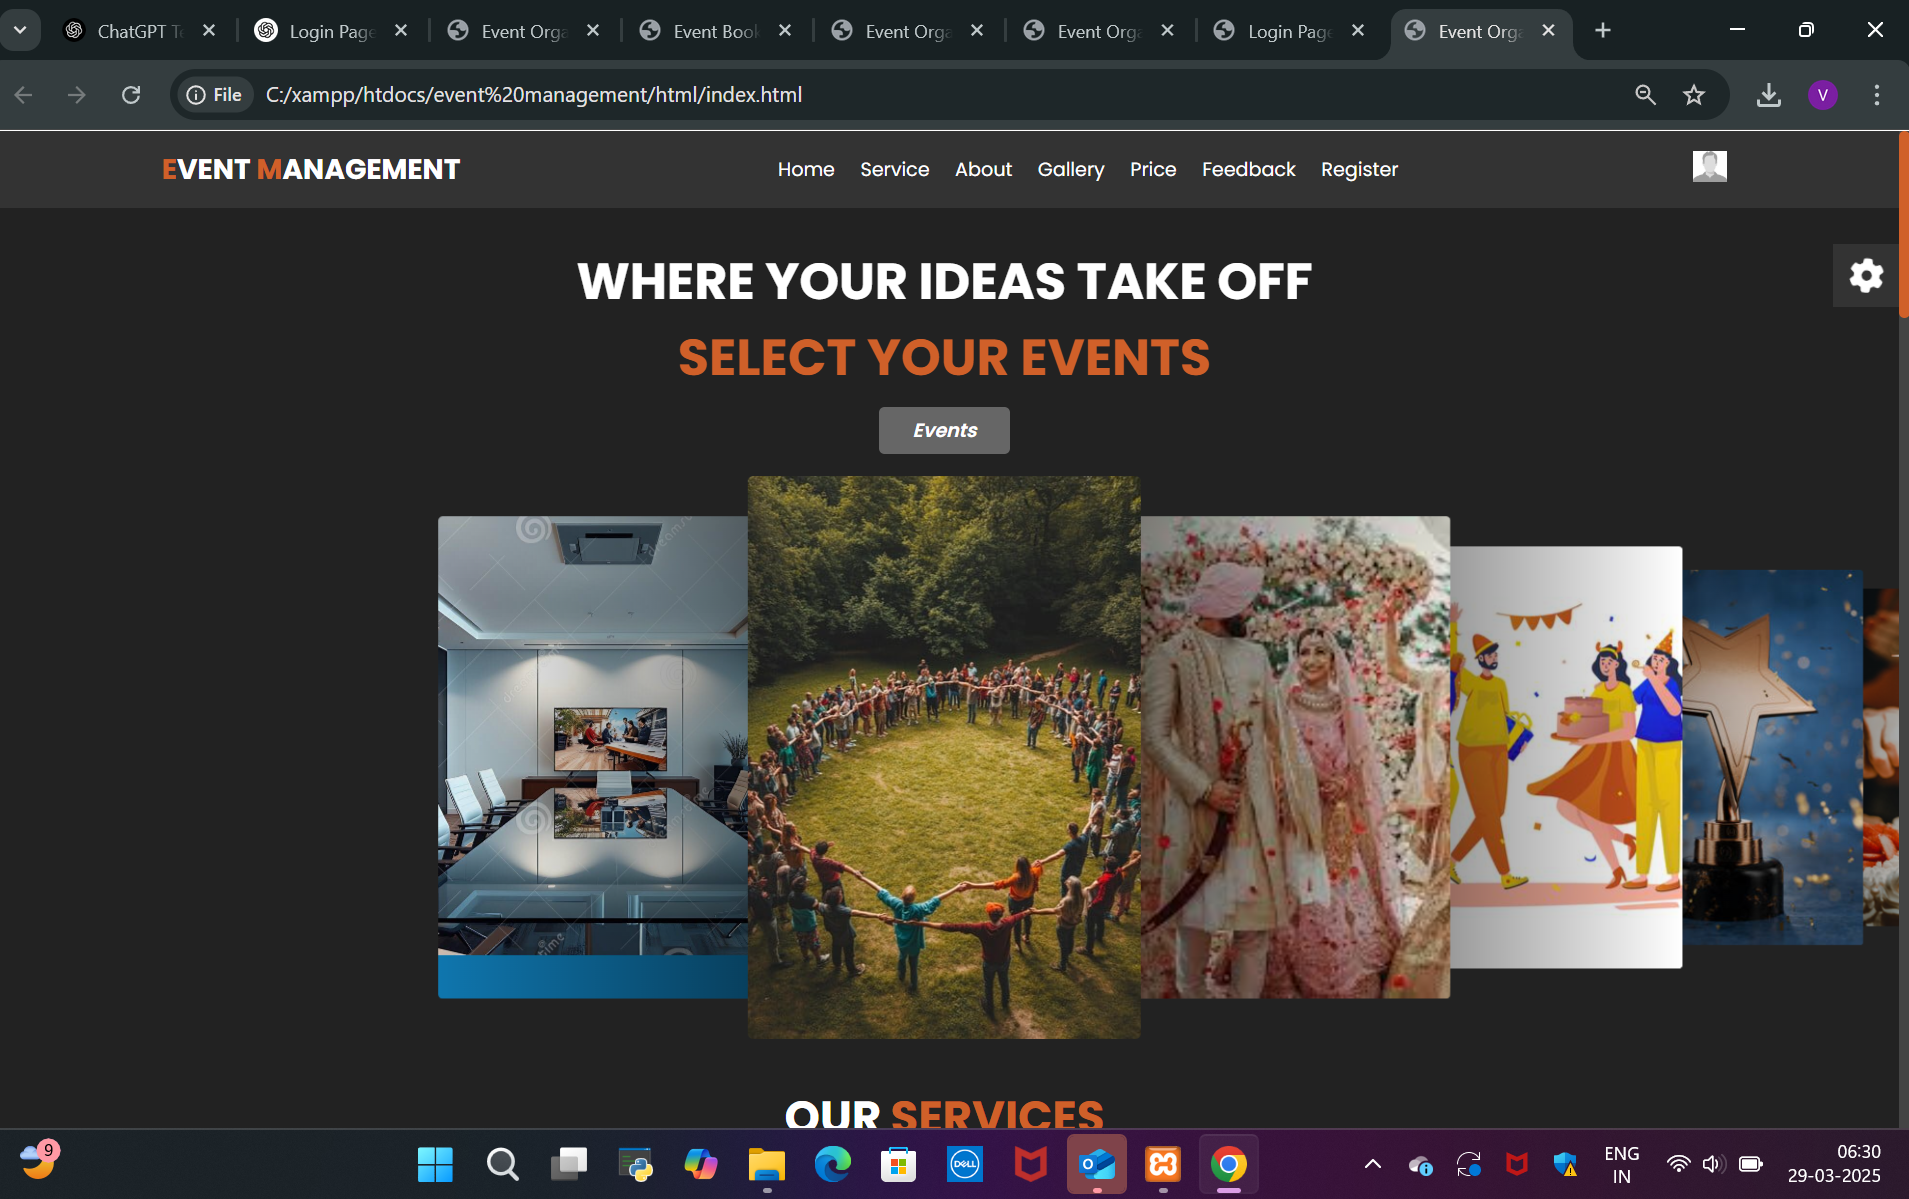 ChatGPT
Login Page
Event Orga
Event Book
Event Orga
Event Orga
Login Page
Event Orga
File
C:/xampp/htdocs/event%20management/html/index.html
V
EVENT MANAGEMENT
Home
Service
About
Gallery
Price
Feedback
Register
WHERE YOUR IDEAS TAKE OFF
SELECT YOUR EVENTS
Events
OUR SERVICES
9
DELL
ENG
IN
06:30
29-03-2025